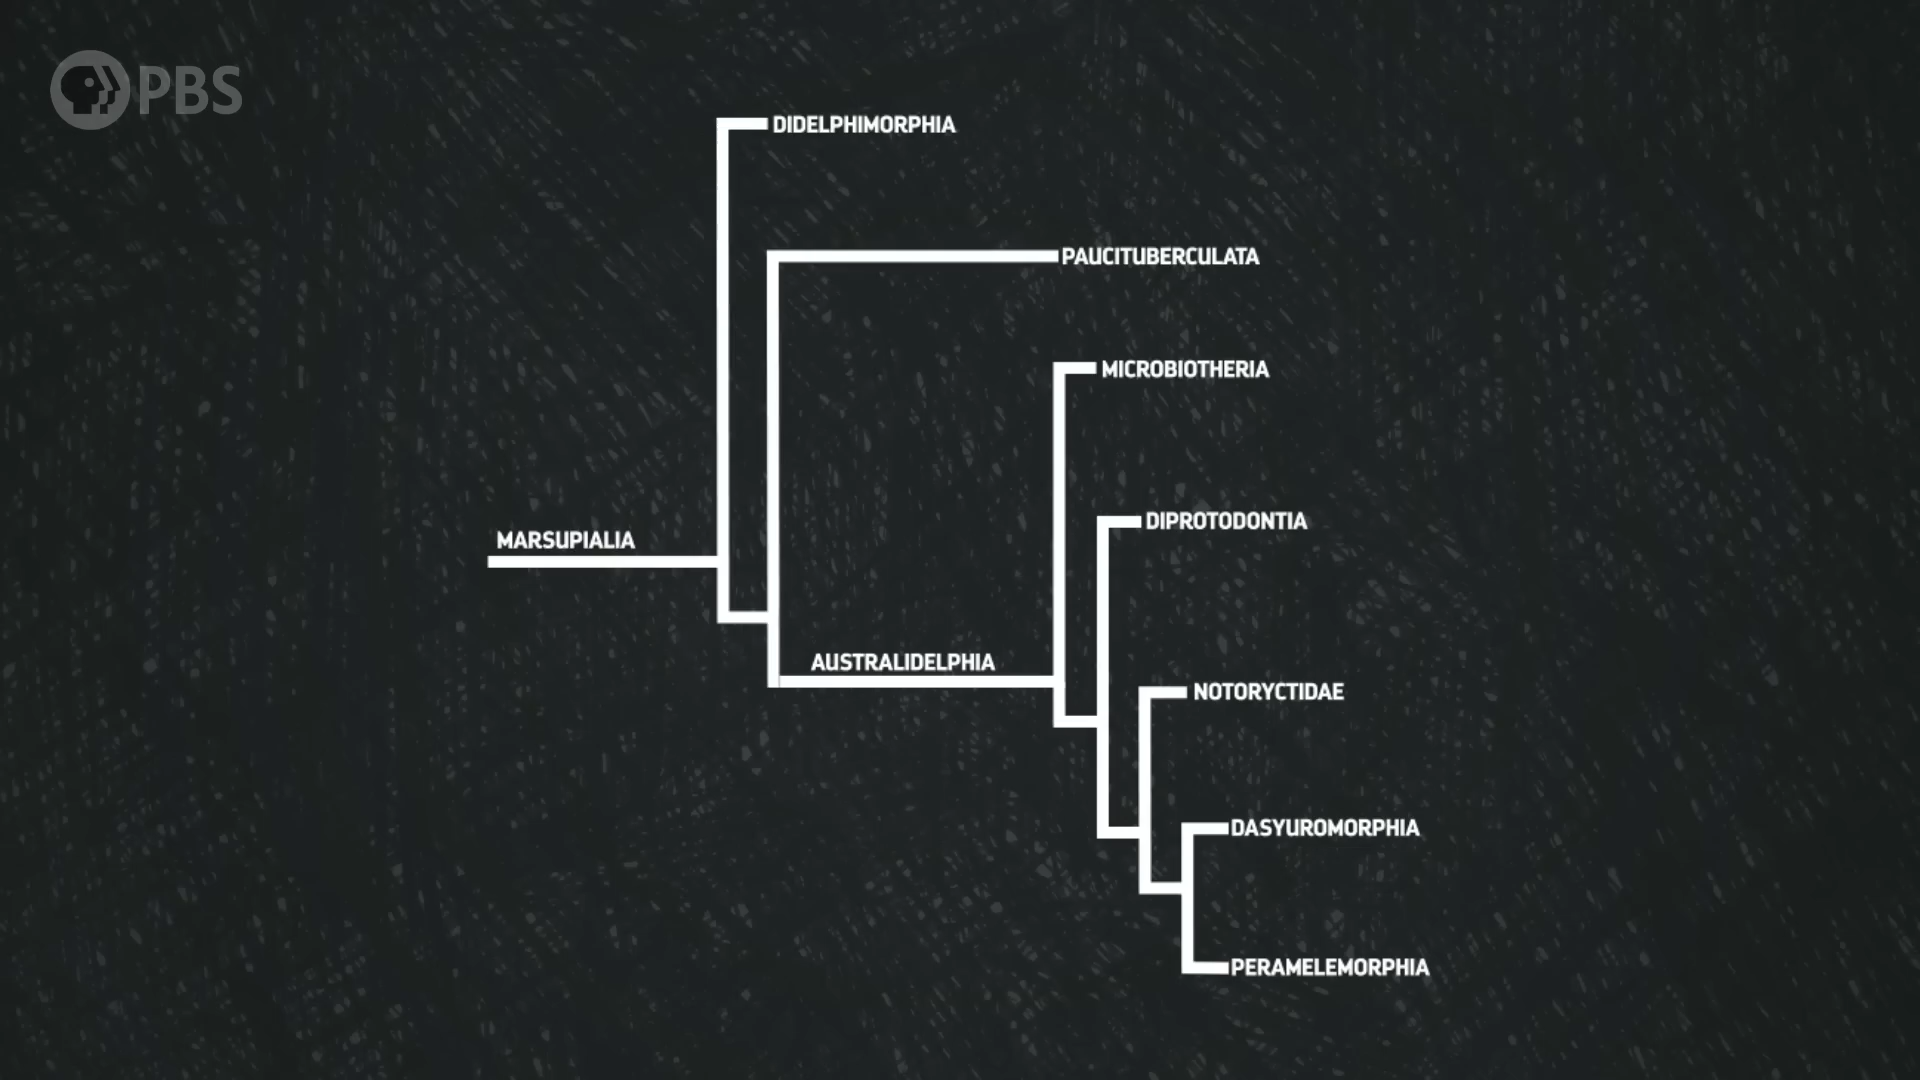 PBS
DIDELPHIMORPHIA
PAUCITUBERCULATA
MICROBIOTHERIA
DIPROTODONTIA
MARSUPIALIA
AUSTRALIDELPHIA
NOTORYCTIDAE
DASYUROMORPHIA
PERAMELEMORPHIA